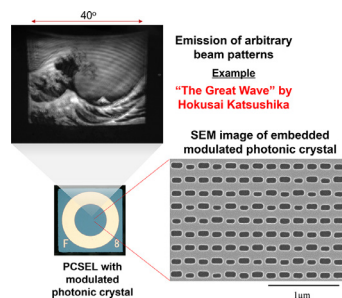 40°
Emission of arbitrary
beam patterns
Example
“The Great Wave” by
Hokusai Katsushika
SEM image of embedded
modulated photonic crystal
F 8
PCSEL with
modulated
photonic crystal
1μm